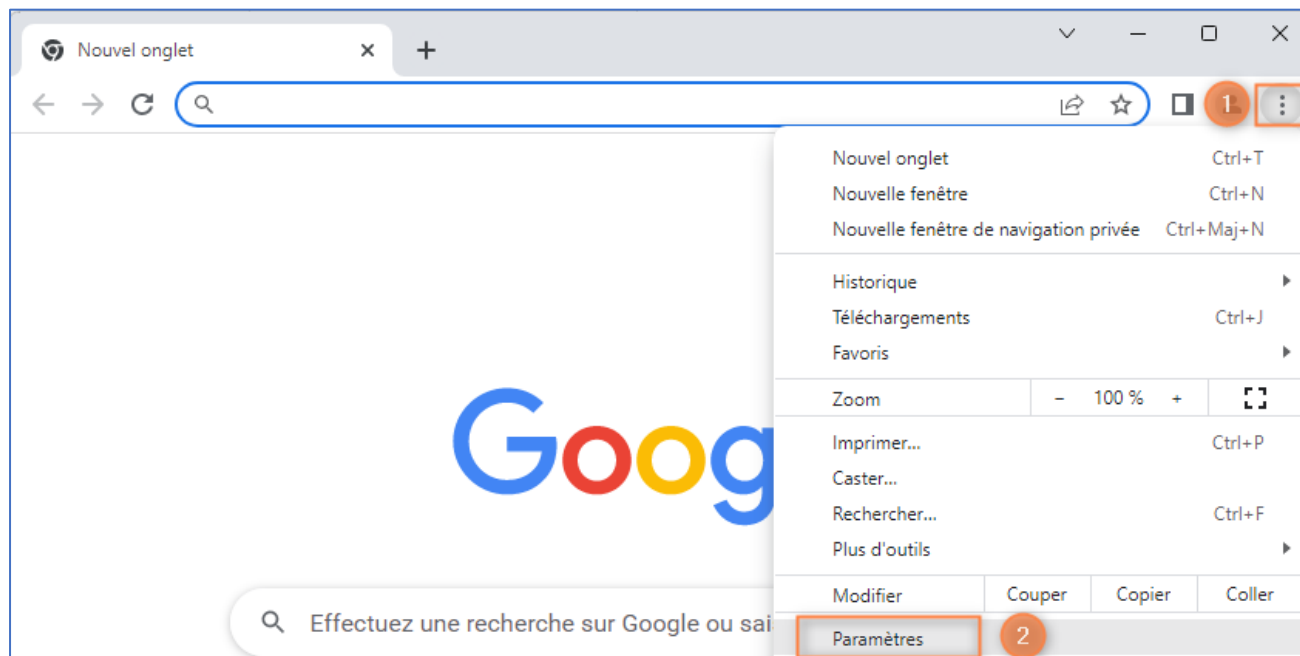 Nouvel onglet
1
Nouvel onglet Ctrl+T
Nouvelle fenêtre Ctrl+N
Nouvelle fenêtre de navigation privée Ctrl+Maj+N
Historique
Téléchargements Ctrl+J
Favoris
Zoom - 100 % +
Goog
Imprimer... Ctrl+P
Caster...
Rechercher... Ctrl+F
Plus d'outils
Modifier Couper Copier Coller
Effectuez une recherche sur Google ou sai
Paramètres 2